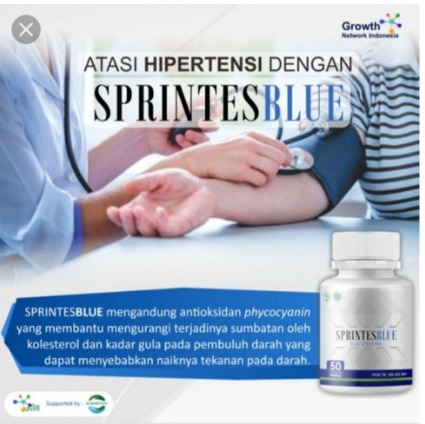 Growth
Network Indonesia
ATASI HIPERTENSI DENGAN
SPRINTESBLUE
SPRINTESBLUE mengandung antioksidan phycocyanin
yang membantu mengurangi terjadinya sumbatan oleh
kolesterol dan kadar gula pada pembuluh darah yang
dapat menyebabkan naiknya tekanan pada darah.
SPRINTESBLUE
50
Supported by :